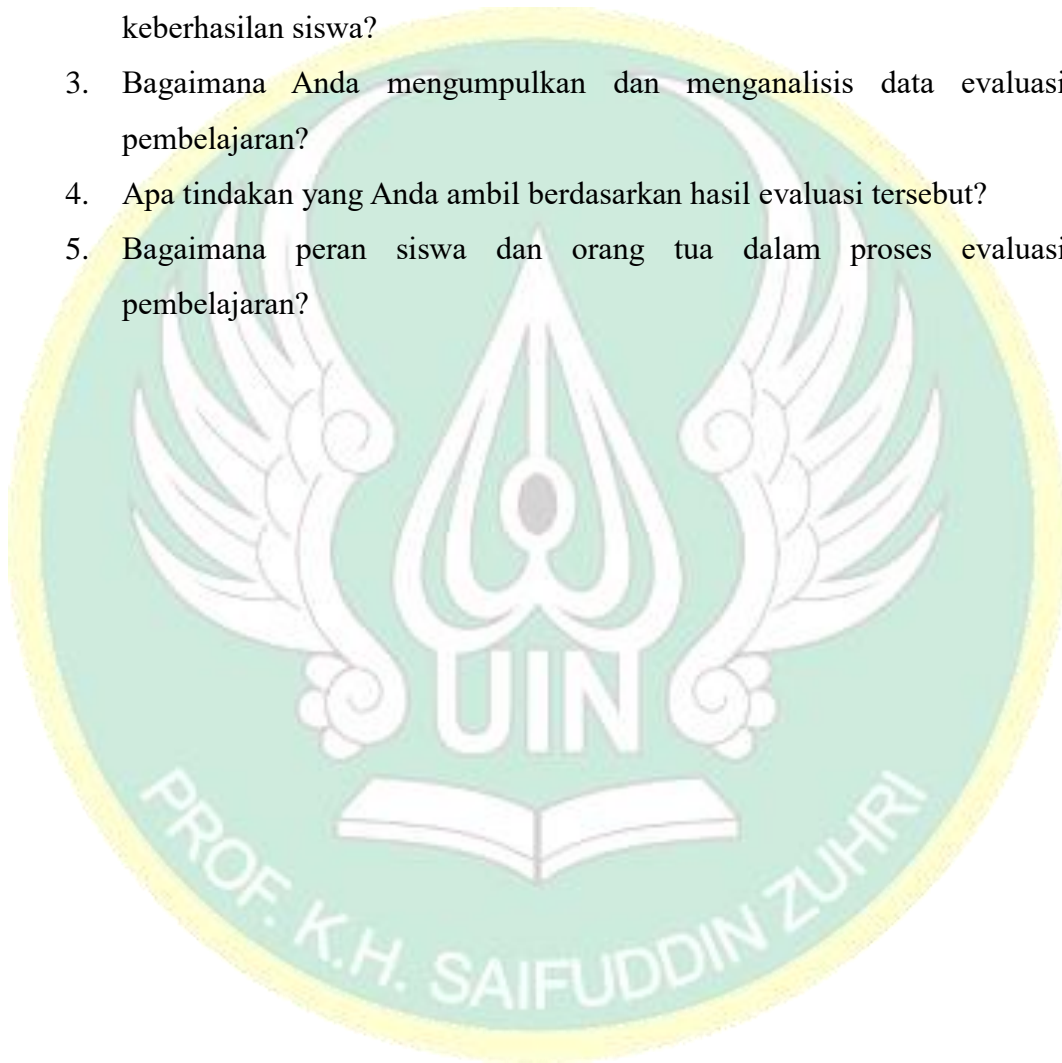 keberhasilan siswa?
3. Bagaimana Anda mengumpulkan dan menganalisis data evaluasi
pembelajaran?
4. Apa tindakan yang Anda ambil berdasarkan hasil evaluasi tersebut?
5. Bagaimana peran siswa dan orang tua dalam proses evaluasi
pembelajaran?
UIN
PROF. K.H. SAIFUDDIN ZUHRI